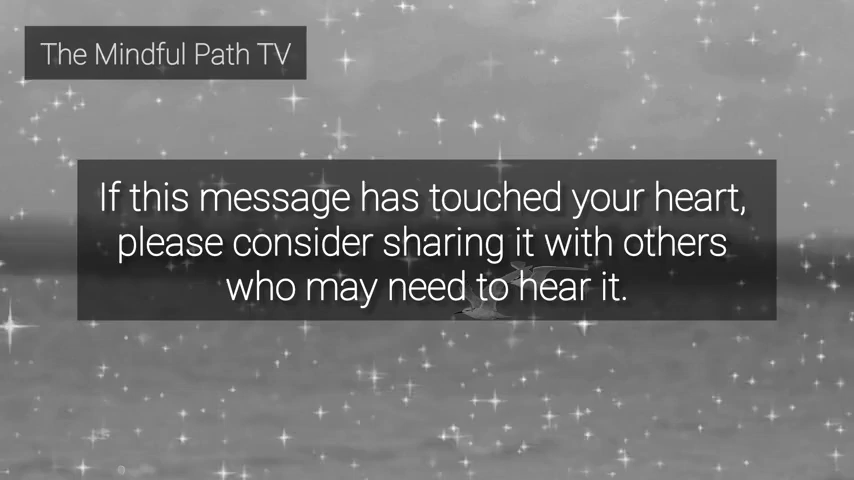 The Mindful Path TV
If this message has touched your heart,
please consider sharing it with others
who may need to hear it.